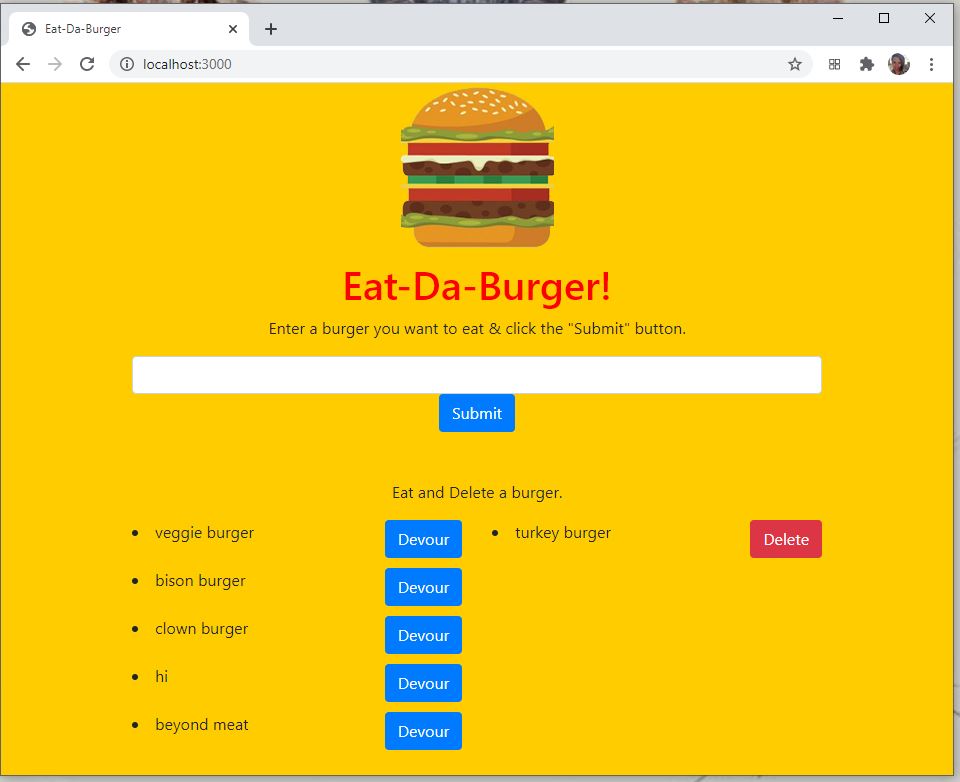 Eat-Da-Burger
localhost:3000
Eat-Da-Burger!
Enter a burger you want to eat & click the "Submit" button.
Submit
Eat and Delete a burger.
veggie burger Devour
turkey burger Delete
bison burger Devour
clown burger Devour
hi Devour
beyond meat Devour